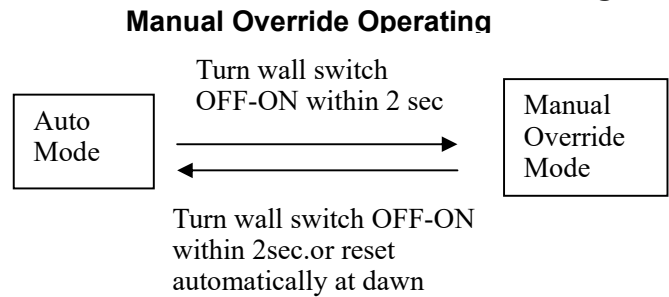 Manual Override Operating
Turn wall switch
OFF-ON within 2 sec
Auto
Mode
Manual
Override
Mode
Turn wall switch OFF-ON
within 2sec.or reset
automatically at dawn